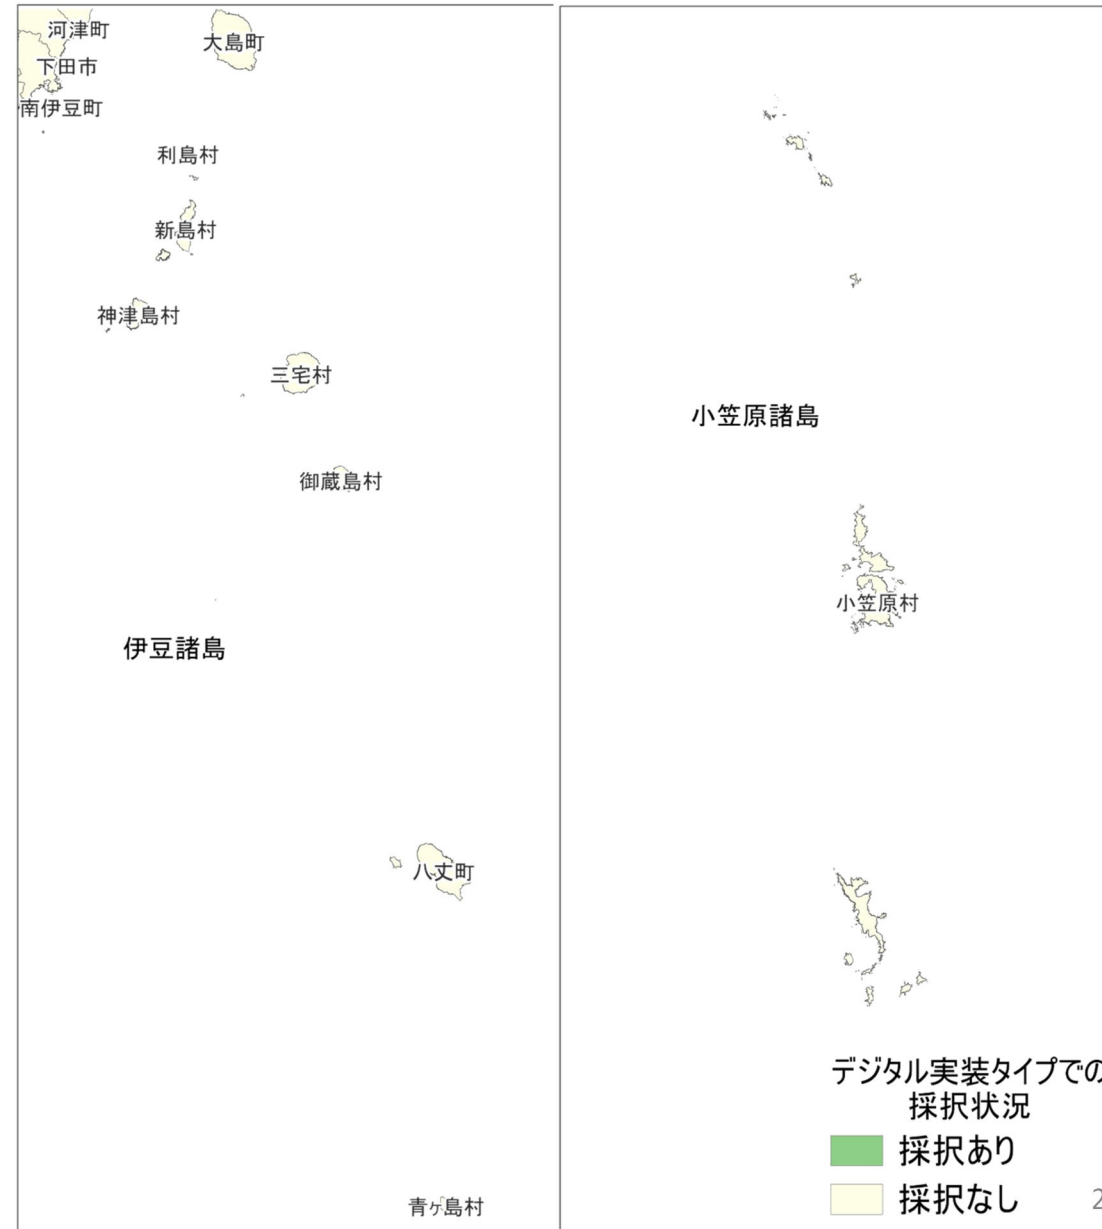 河津町
大島町
下田市
南伊豆町
利島村
新島村
神津島村
三宅村
御蔵島村
伊豆諸島
八丈町
青ケ島村
小笠原諸島
小笠原村
デジタル実装タイプでの
採択状況
採択あり
採択なし
2